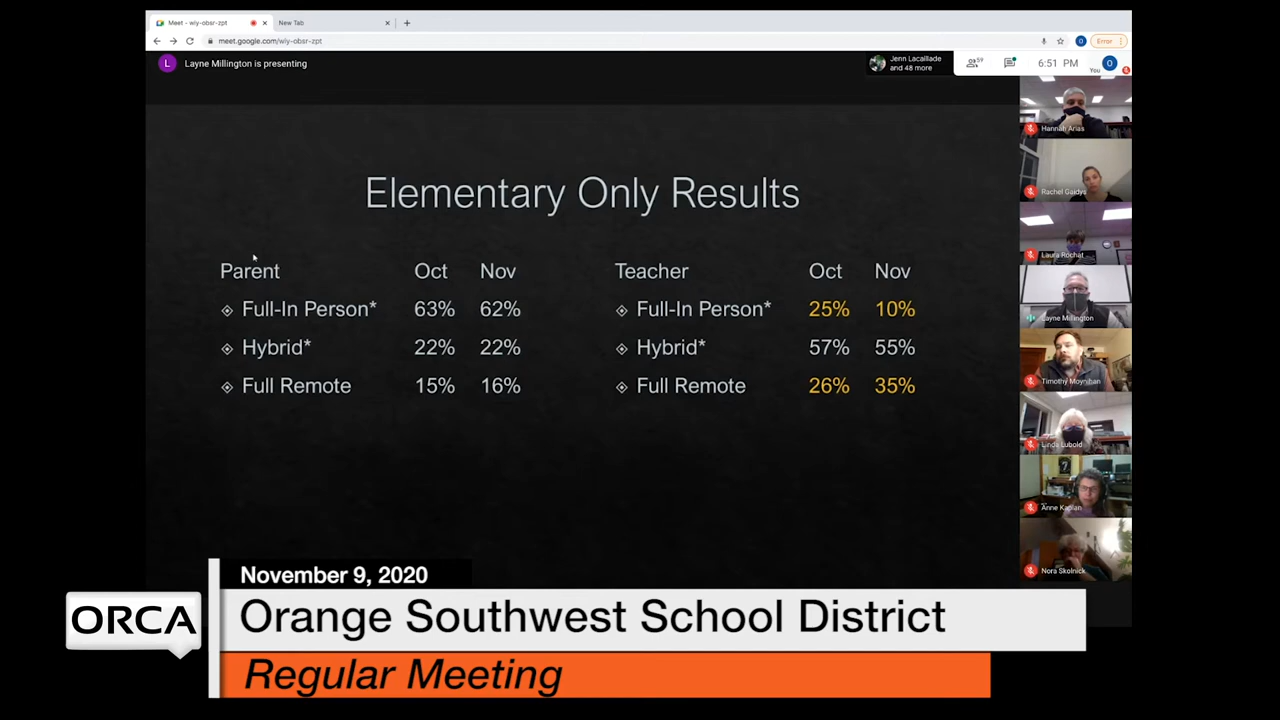 Meet - wiy-obsr-zpt
New Tab
meet.google.com/wiy-obsr-zpt
O
Error
L
Layne Millington is presenting
Jenn Lacaillade
and 48 more
59
6:51 PM
You
O
Elementary Only Results
Parent Oct Nov
Full-In Person* 63% 62%
Hybrid* 22% 22%
Full Remote 15% 16%
Teacher Oct Nov
Full-In Person* 25% 10%
Hybrid* 57% 55%
Full Remote 26% 35%
Hannah Arias
Rachel Gaidys
Laura Rochat
Layne Millington
Timothy Moynihan
Linda Lubold
Anne Kaplan
Nora Skolnick
November 9, 2020
ORCA
Orange Southwest School District
Regular Meeting